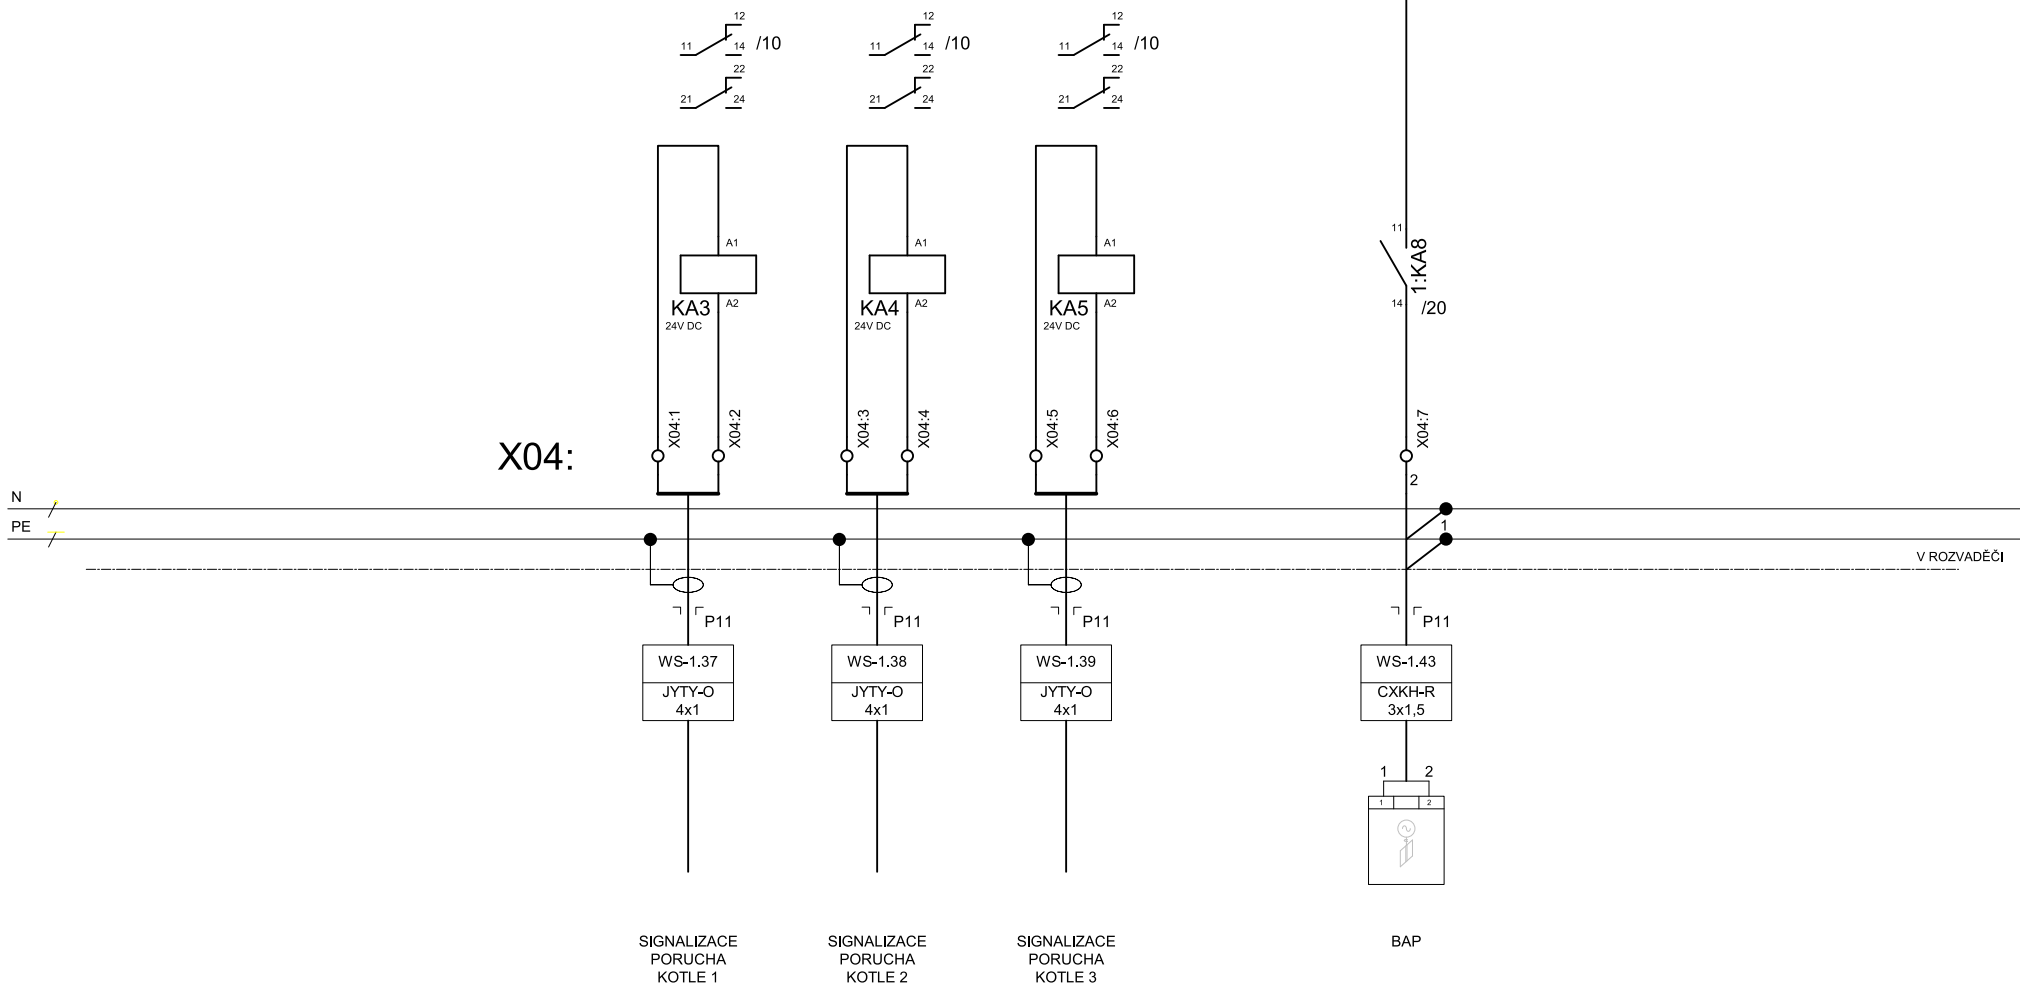 12 12 12
11 14 /10 11 14 /10 11 14 /10
22 22 22
21 24 21 24 21 24
11
1:KA8
A1 A1 A1
A2 A2 A2 14
KA3 KA4 KA5 /20
24V DC 24V DC 24V DC
X04:1 X04:2 X04:3 X04:4 X04:5 X04:6 X04:7
X04:
2
N
1
PE
V ROZVADĚČI
P11 P11 P11 P11
WS-1.37 WS-1.38 WS-1.39 WS-1.43
JYTY-O JYTY-O JYTY-O CXKH-R
4x1 4x1 4x1 3x1,5
1 2
1 2
SIGNALIZACE SIGNALIZACE SIGNALIZACE BAP
PORUCHA PORUCHA PORUCHA
KOTLE 1 KOTLE 2 KOTLE 3